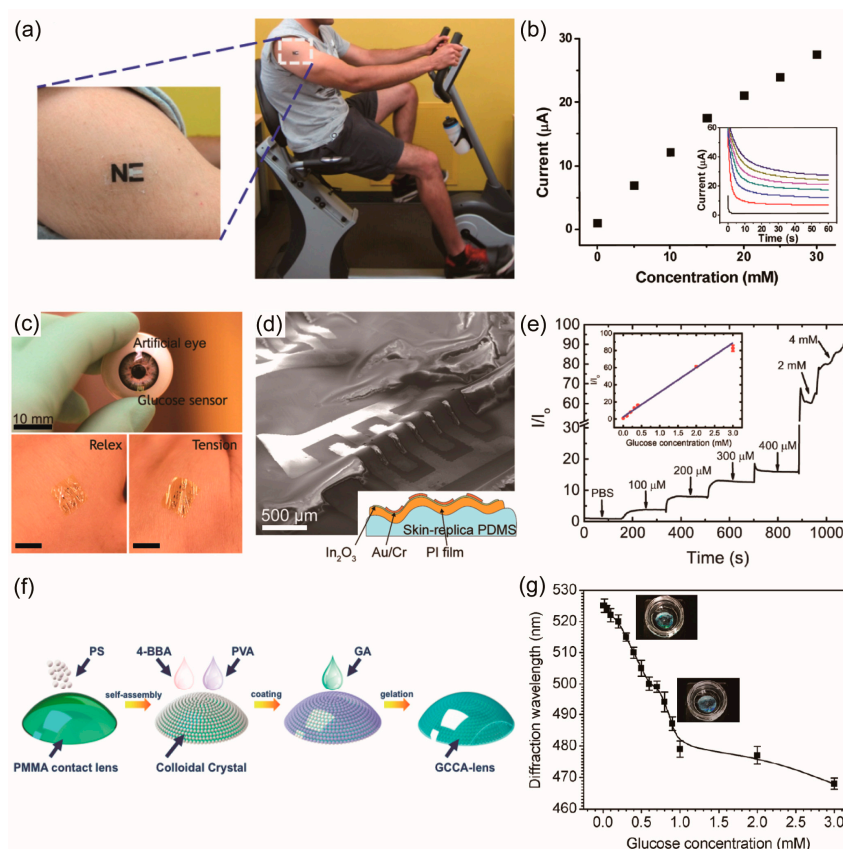 (a)
NE
(b)
Currrent (µA)
30
20
10
0
0
10
20
30
Concentration (mM)
Current (µA)
60
40
20
0
0 10 20 30 40 50 60
Time (s)
(c)
Artificial eye
Glucose sensor
10 mm
Relex
Tension
(d)
500 µm
Skin-replica PDMS
In2O3
Au/Cr
PI film
(e)
I/Io
100
90
80
70
60
50
30
20
10
0
0 200 400 600 800 1000
Time (s)
I/Io
100
80
60
40
20
0
0.0 0.5 1.0 1.5 2.0 2.5 3.0
Glucose concentration (mM)
PBS
100 µM
200 µM
300 µM
400 µM
2 mM
4 mM
(f)
PS
4-BBA
PVA
GA
self-assembly
coating
gelation
PMMA contact lens
Colloidal Crystal
GCCA-lens
(g)
Diffraction wavelength (nm)
530
520
510
500
490
480
470
460
0.0 0.5 1.0 1.5 2.0 2.5 3.0
Glucose concentration (mM)